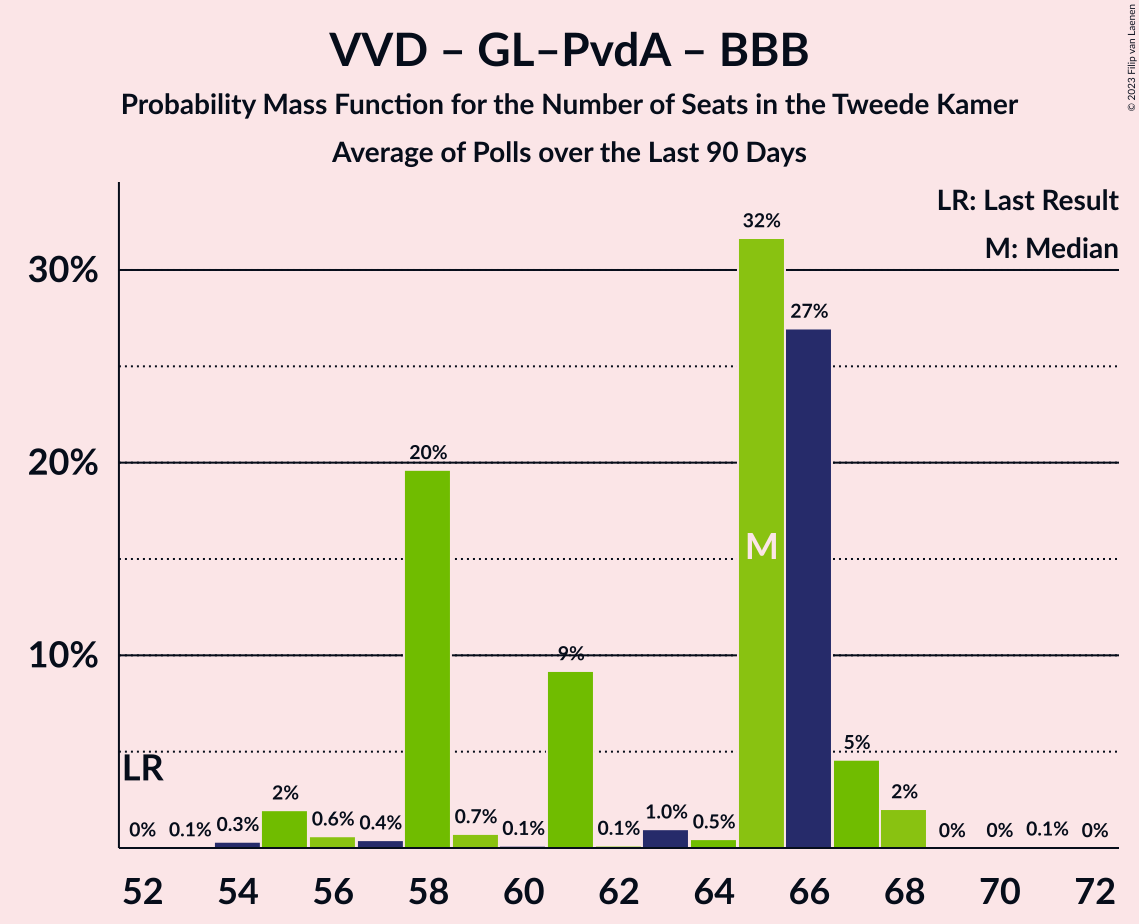 VVD – GL–PvdA – BBB
Probability Mass Function for the Number of Seats in the Tweede Kamer
Average of Polls over the Last 90 Days
© 2023 Filip van Laenen
LR: Last Result
M: Median
30%
20%
10%
LR
M
0% 0.1% 0.3% 2% 0.6% 0.4% 20% 0.7% 0.1% 9% 0.1% 1.0% 0.5% 32% 27% 5% 2% 0% 0% 0.1% 0%
52 54 56 58 60 62 64 66 68 70 72